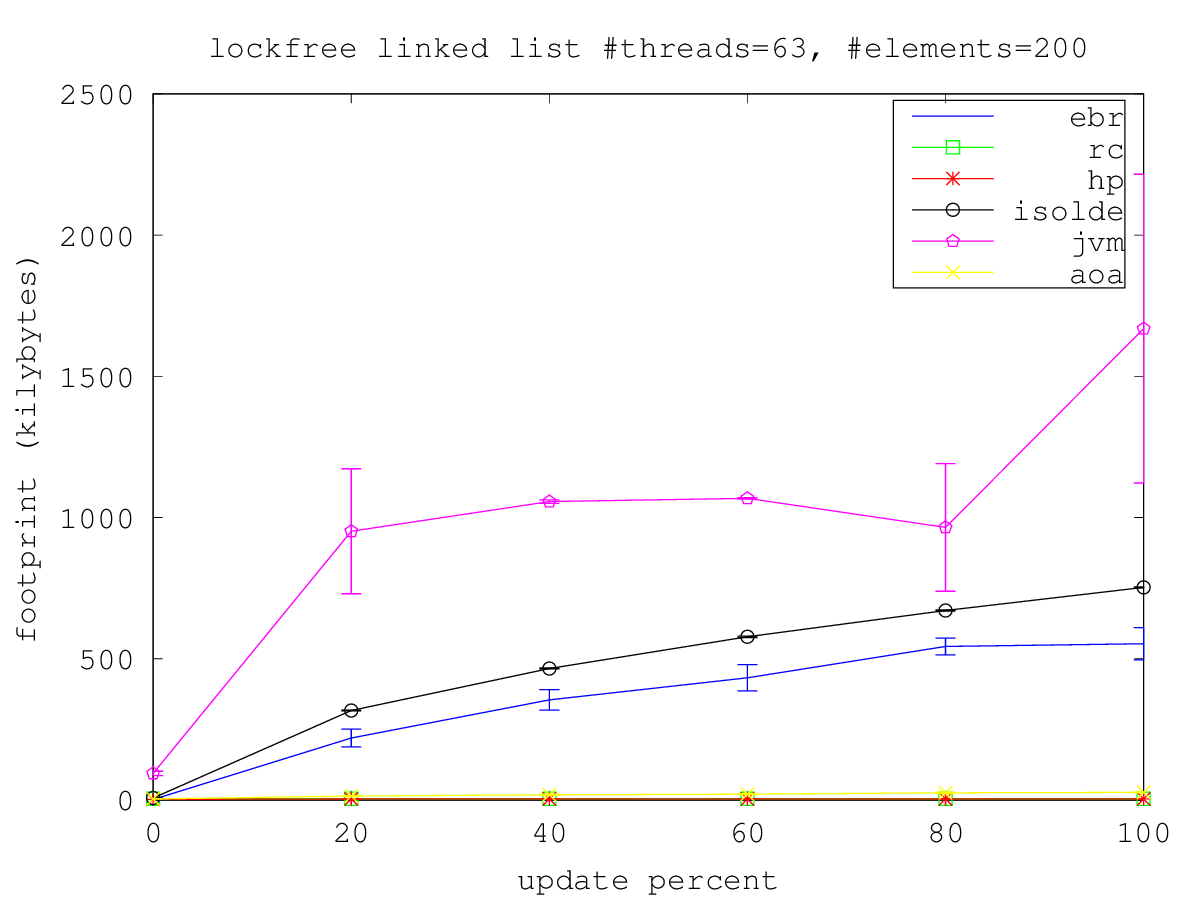 lockfree linked list #threads=63, #elements=200
2500
2000
1500
1000
500
0
footprint (kilybytes)
ebr
rc
hp
isolde
jvm
aoa
0 20 40 60 80 100
update percent